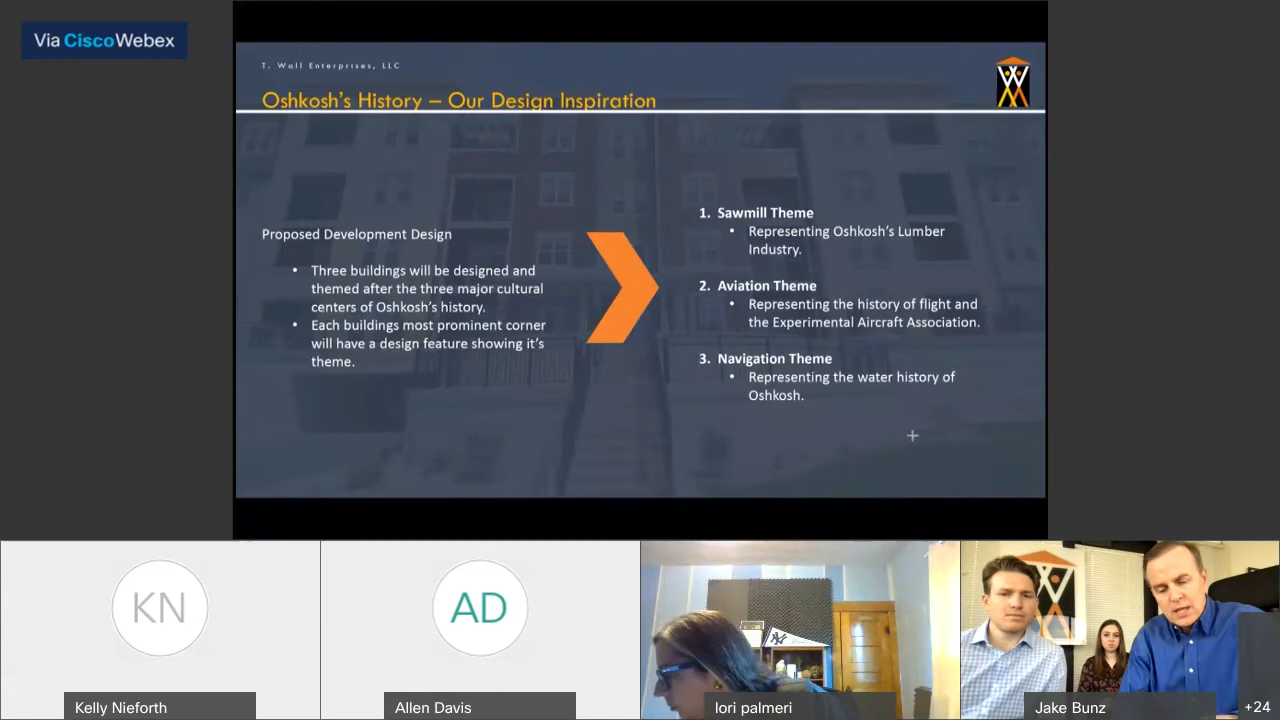 Via Cisco Webex
T. Wall Enterprises, LLC
Oshkosh's History – Our Design Inspiration
Proposed Development Design
• Three buildings will be designed and
themed after the three major cultural
centers of Oshkosh's history.
• Each buildings most prominent corner
will have a design feature showing it's
theme.
1. Sawmill Theme
• Representing Oshkosh's Lumber
Industry.
2. Aviation Theme
• Representing the history of flight and
the Experimental Aircraft Association.
3. Navigation Theme
• Representing the water history of
Oshkosh.
KN
Kelly Nieforth
AD
Allen Davis
lori palmeri
Jake Bunz
+24